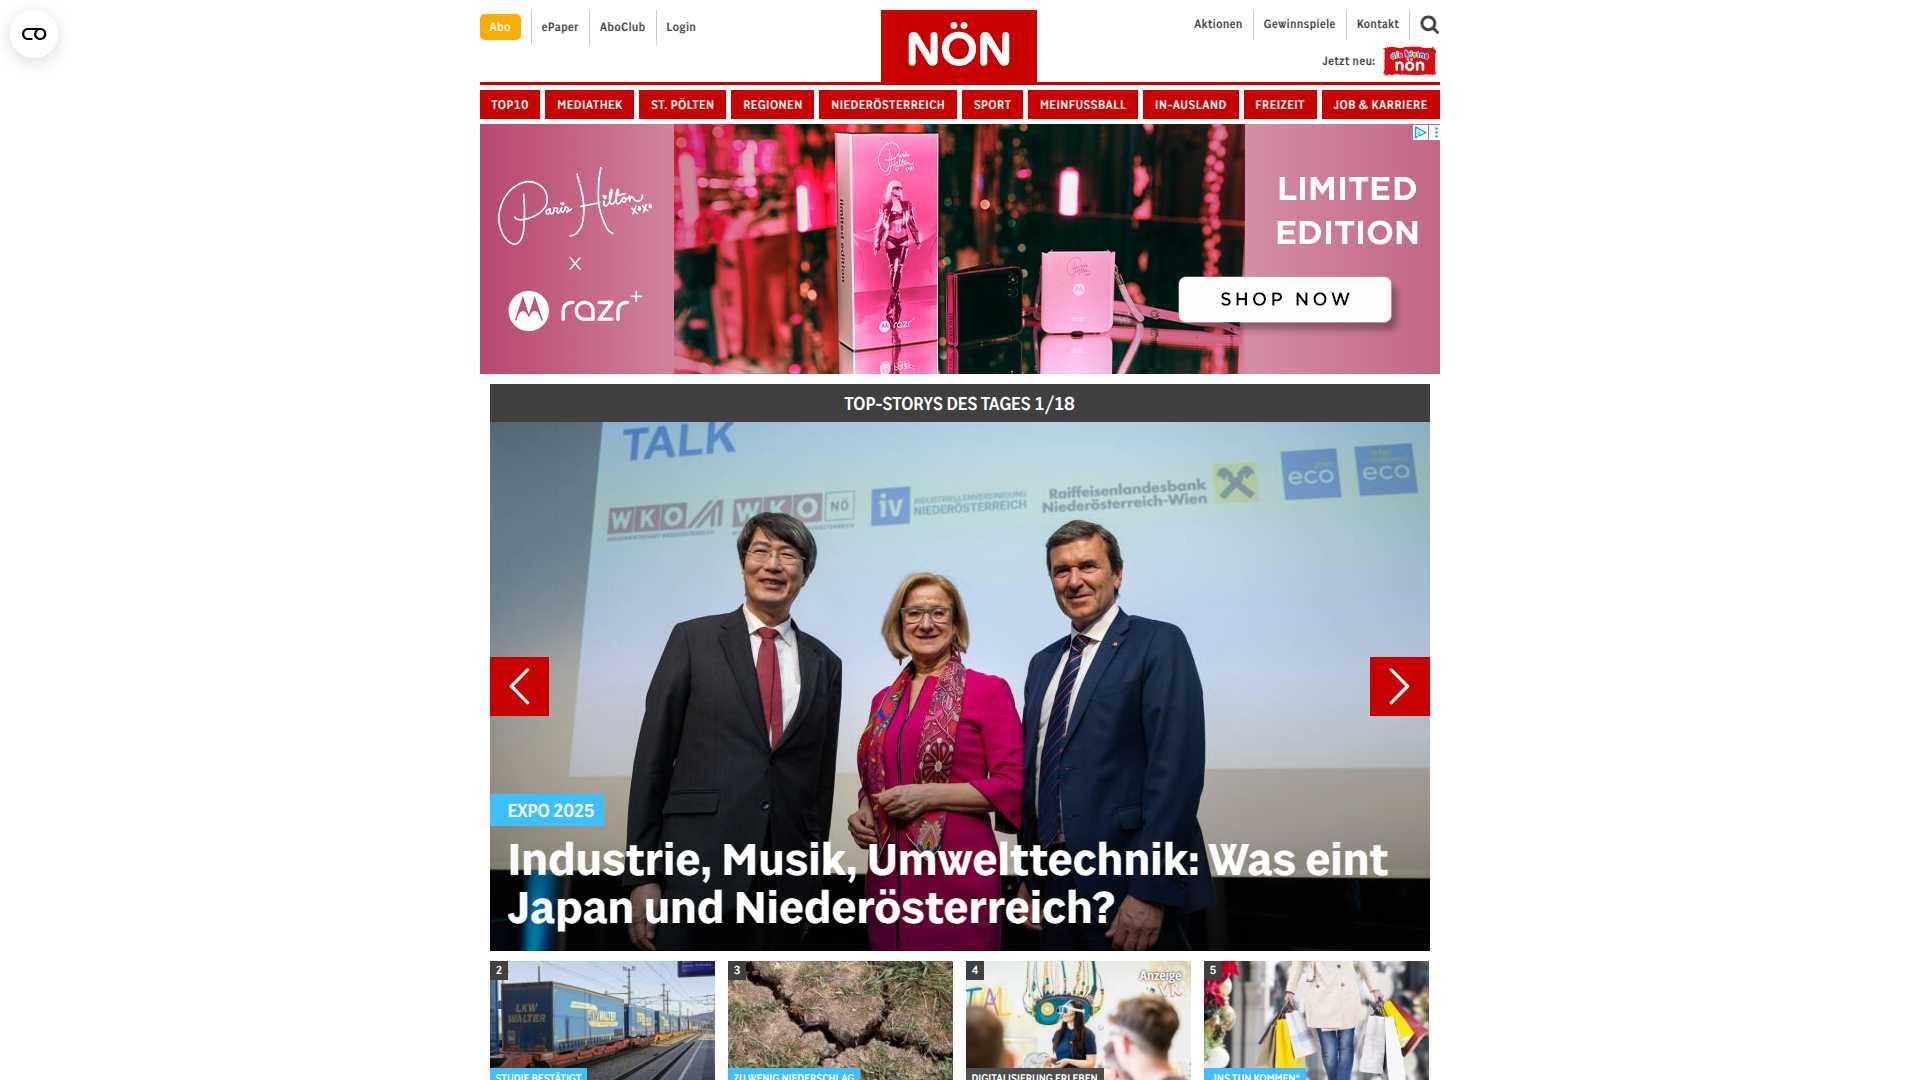 Abo
ePaper
AboClub
Login
NÖN
Aktionen
Gewinnspiele
Kontakt
Jetzt neu:
die kleine
nön
TOP10
MEDIATHEK
ST. PÖLTEN
REGIONEN
NIEDERÖSTERREICH
SPORT
MEINFUSSBALL
IN-AUSLAND
FREIZEIT
JOB & KARRIERE
Paris Hilton
xoxo
X
razr+
limited edition
razr+
LIMITED
EDITION
SHOP NOW
TOP-STORYS DES TAGES 1/18
TALK
WKO
WKO NÖ
iv INDUSTRIELLENVEREINIGUNG
NIEDERÖSTERREICH
Raiffeisenlandesbank
Niederösterreich-Wien
eco
eco
EXPO 2025
Industrie, Musik, Umwelttechnik: Was eint
Japan und Niederösterreich?
2
LKW
WALTER
STUDIE BESTÄTIGT
3
ZU WENIG NIEDERSCHLAG
4
Anzeige
DIGITALISIERUNG ERLEBEN
5
„INS TUN KOMMEN“